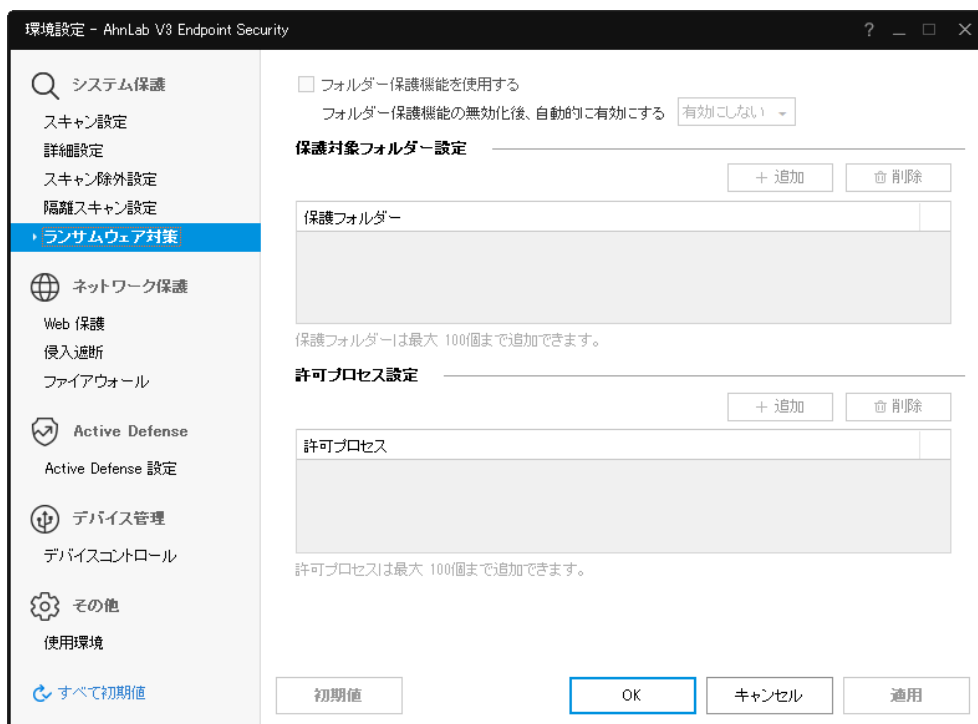 環境設定 - AhnLab V3 Endpoint Security
システム保護
スキャン設定
詳細設定
スキャン除外設定
隔離スキャン設定
ランサムウェア対策
ネットワーク保護
Web 保護
侵入遮断
ファイアウォール
Active Defense
Active Defense 設定
デバイス管理
デバイスコントロール
その他
使用環境
すべて初期値
フォルダー保護機能を使用する
フォルダー保護機能の無効化後、自動的に有効にする 有効にしない
保護対象フォルダー設定
+ 追加 削除
保護フォルダー
保護フォルダーは最大 100個まで追加できます。
許可プロセス設定
+ 追加 削除
許可プロセス
許可プロセスは最大 100個まで追加できます。
初期値 OK キャンセル 適用